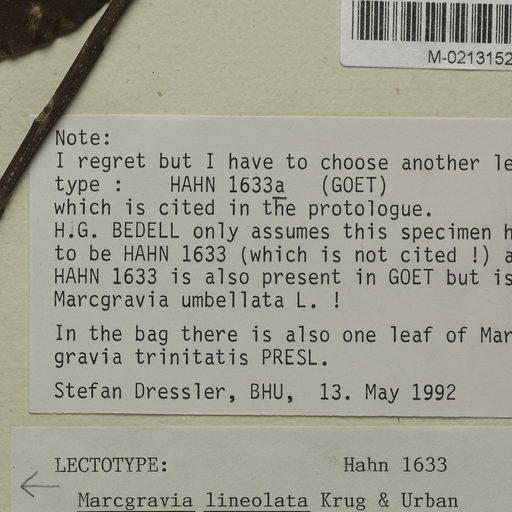 M-0213152
Note:
I regret but I have to choose another le
type : HAHN 1633a (GOET)
which is cited in the protologue.
H.G. BEDELL only assumes this specimen h
to be HAHN 1633 (which is not cited !) a
HAHN 1633 is also present in GOET but is
Marcgravia umbellata L. !
In the bag there is also one leaf of Mar
gravia trinitatis PRESL.
Stefan Dressler, BHU, 13. May 1992
LECTOTYPE: Hahn 1633
Marcgravia lineolata Krug & Urban